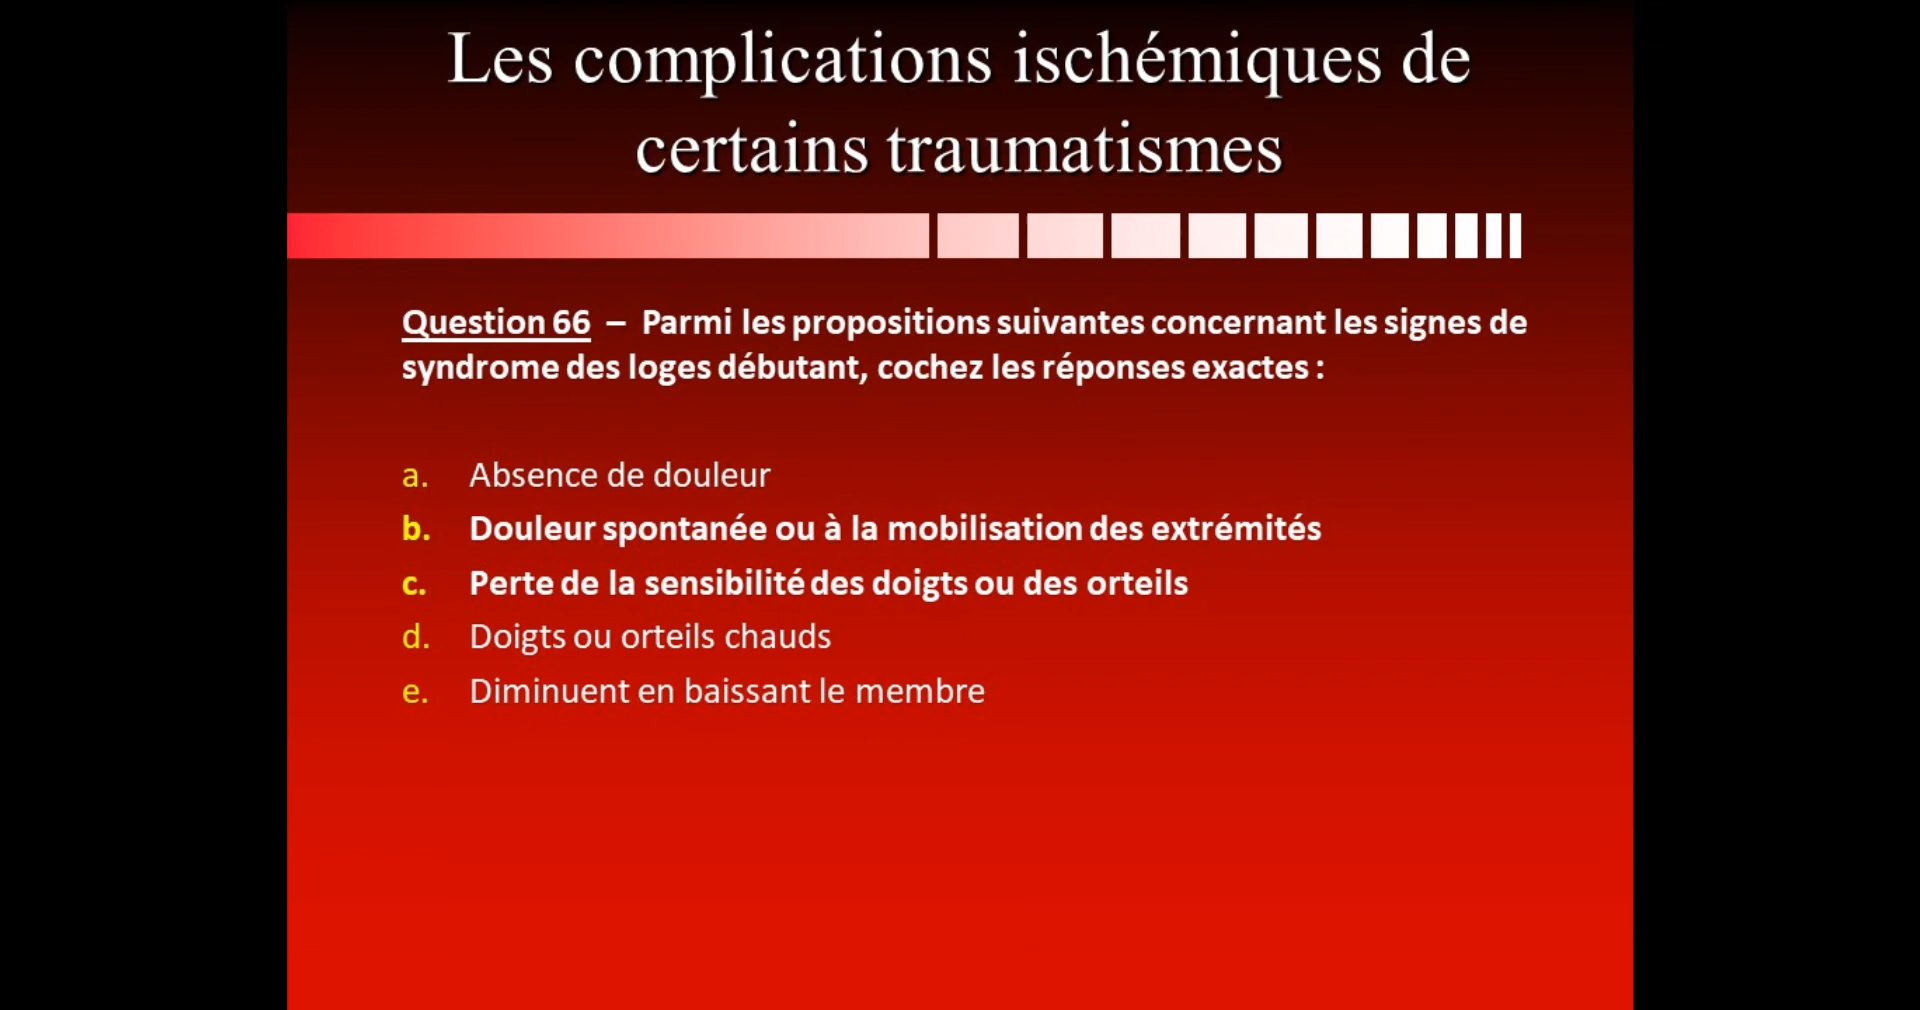 Les complications ischémiques de
certains traumatismes
Question 66 – Parmi les propositions suivantes concernant les signes de
syndrome des loges débutant, cochez les réponses exactes :
a. Absence de douleur
b. Douleur spontanée ou à la mobilisation des extrémités
c. Perte de la sensibilité des doigts ou des orteils
d. Doigts ou orteils chauds
e. Diminuent en baissant le membre